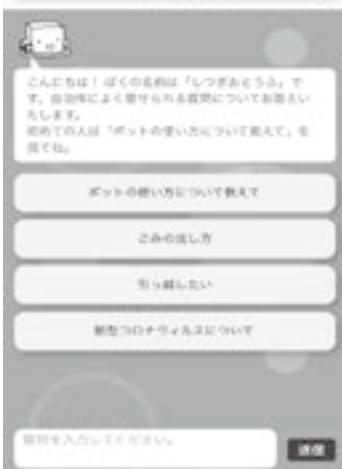 こんにちは！ぼくの名前は「しつぎおとうふ」で
す。自治体によく寄せられる質問についてお答えい
たします。
初めての人は「ボットの使い方について教えて」を
見てね。
ボットの使い方について教えて
ごみの出し方
引っ越したい
新型コロナウィルスについて
質問を入力してください。
送信